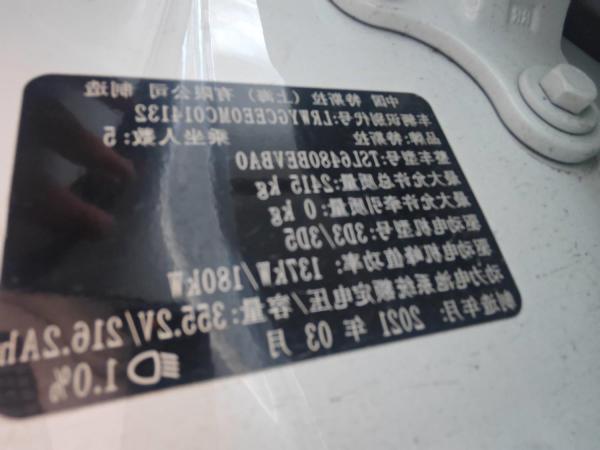 中国 特斯拉（上海）有限公司 制造
车辆识别代号:LRWYGCEE0MC014132
品牌:特斯拉 乘坐人数:5
整车型号:TSL6480BEVBA0
最大允许总质量:2415 kg
最大允许牵引质量:0 kg
驱动电机型号:3D3/3D5
驱动电机峰值功率: 137kW/180kW
动力电池系统额定电压/容量:355.2V/216.2Ah
制造年月: 2021 年 03 月
1.0%